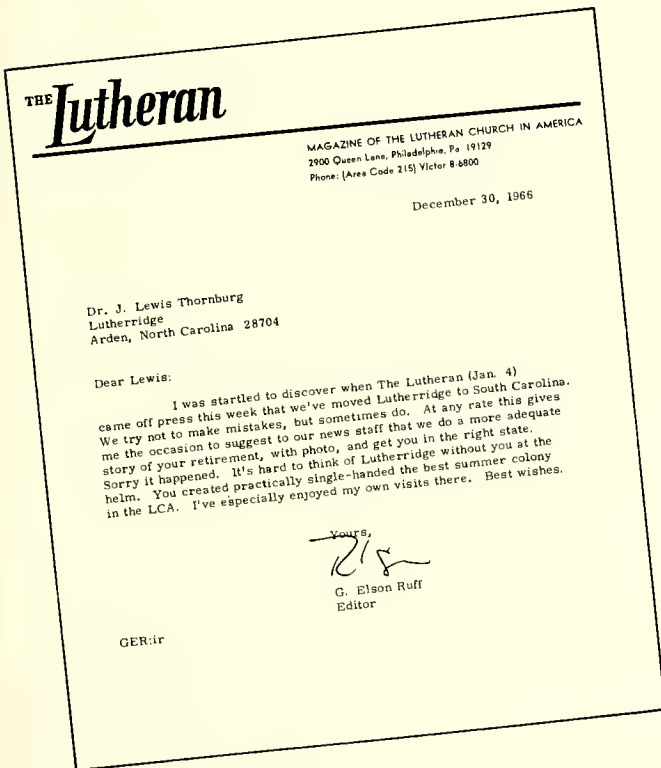 THE Lutheran
MAGAZINE OF THE LUTHERAN CHURCH IN AMERICA
2900 Queen Lane, Philadelphia, Pa 19129
Phone: (Area Code 215) VIctor 8-6800
December 30, 1966
Dr. J. Lewis Thornburg
Lutherridge
Arden, North Carolina 28704
Dear Lewis:
I was startled to discover when The Lutheran (Jan. 4)
came off press this week that we've moved Lutherridge to South Carolina.
We try not to make mistakes, but sometimes do. At any rate this gives
me the occasion to suggest to our news staff that we do a more adequate
story of your retirement, with photo, and get you in the right state.
Sorry it happened. It's hard to think of Lutherridge without you at the
helm. You created practically single-handed the best summer colony
in the LCA. I've especially enjoyed my own visits there. Best wishes.
Yours,
G. Elson Ruff
Editor
GER:ir